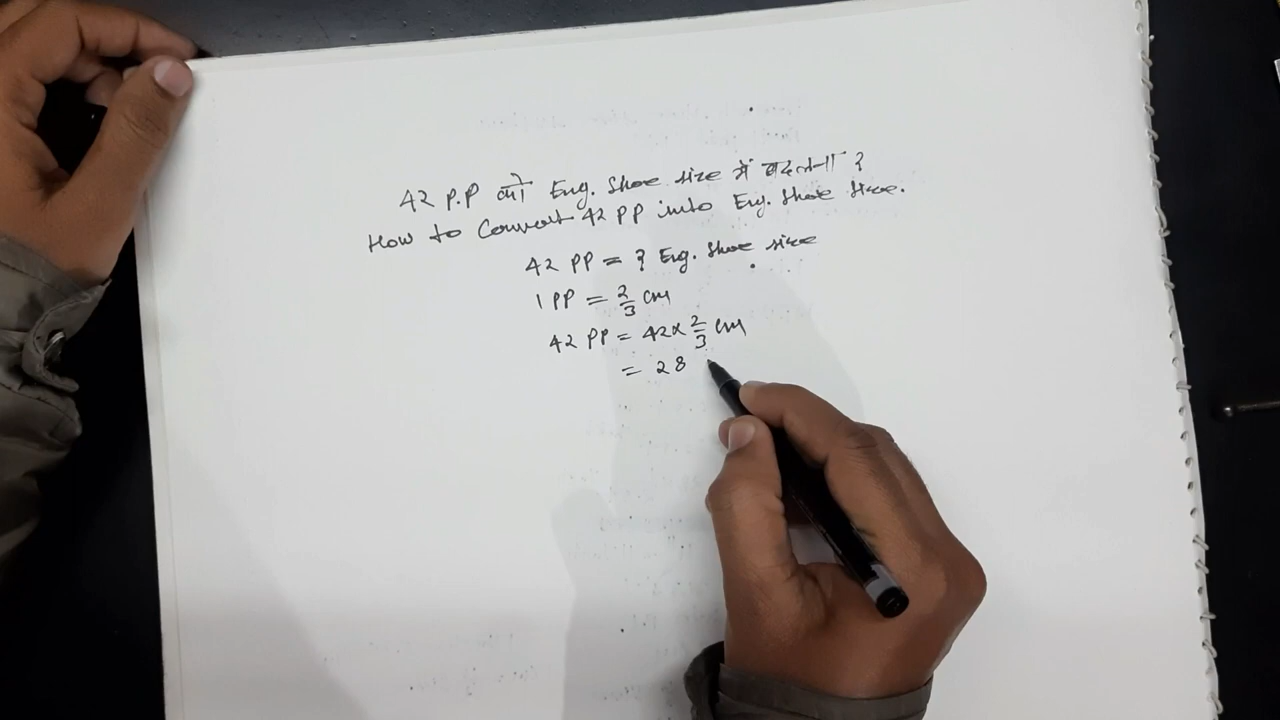 42 P.P को Eng. Shoe size में बदलना ?
How to Convert 42 PP into Eng. Shoe Size.
42 PP = ? Eng. Shoe size
1 PP = 2/3 cm
42 PP = 42 x 2/3 cm
= 28